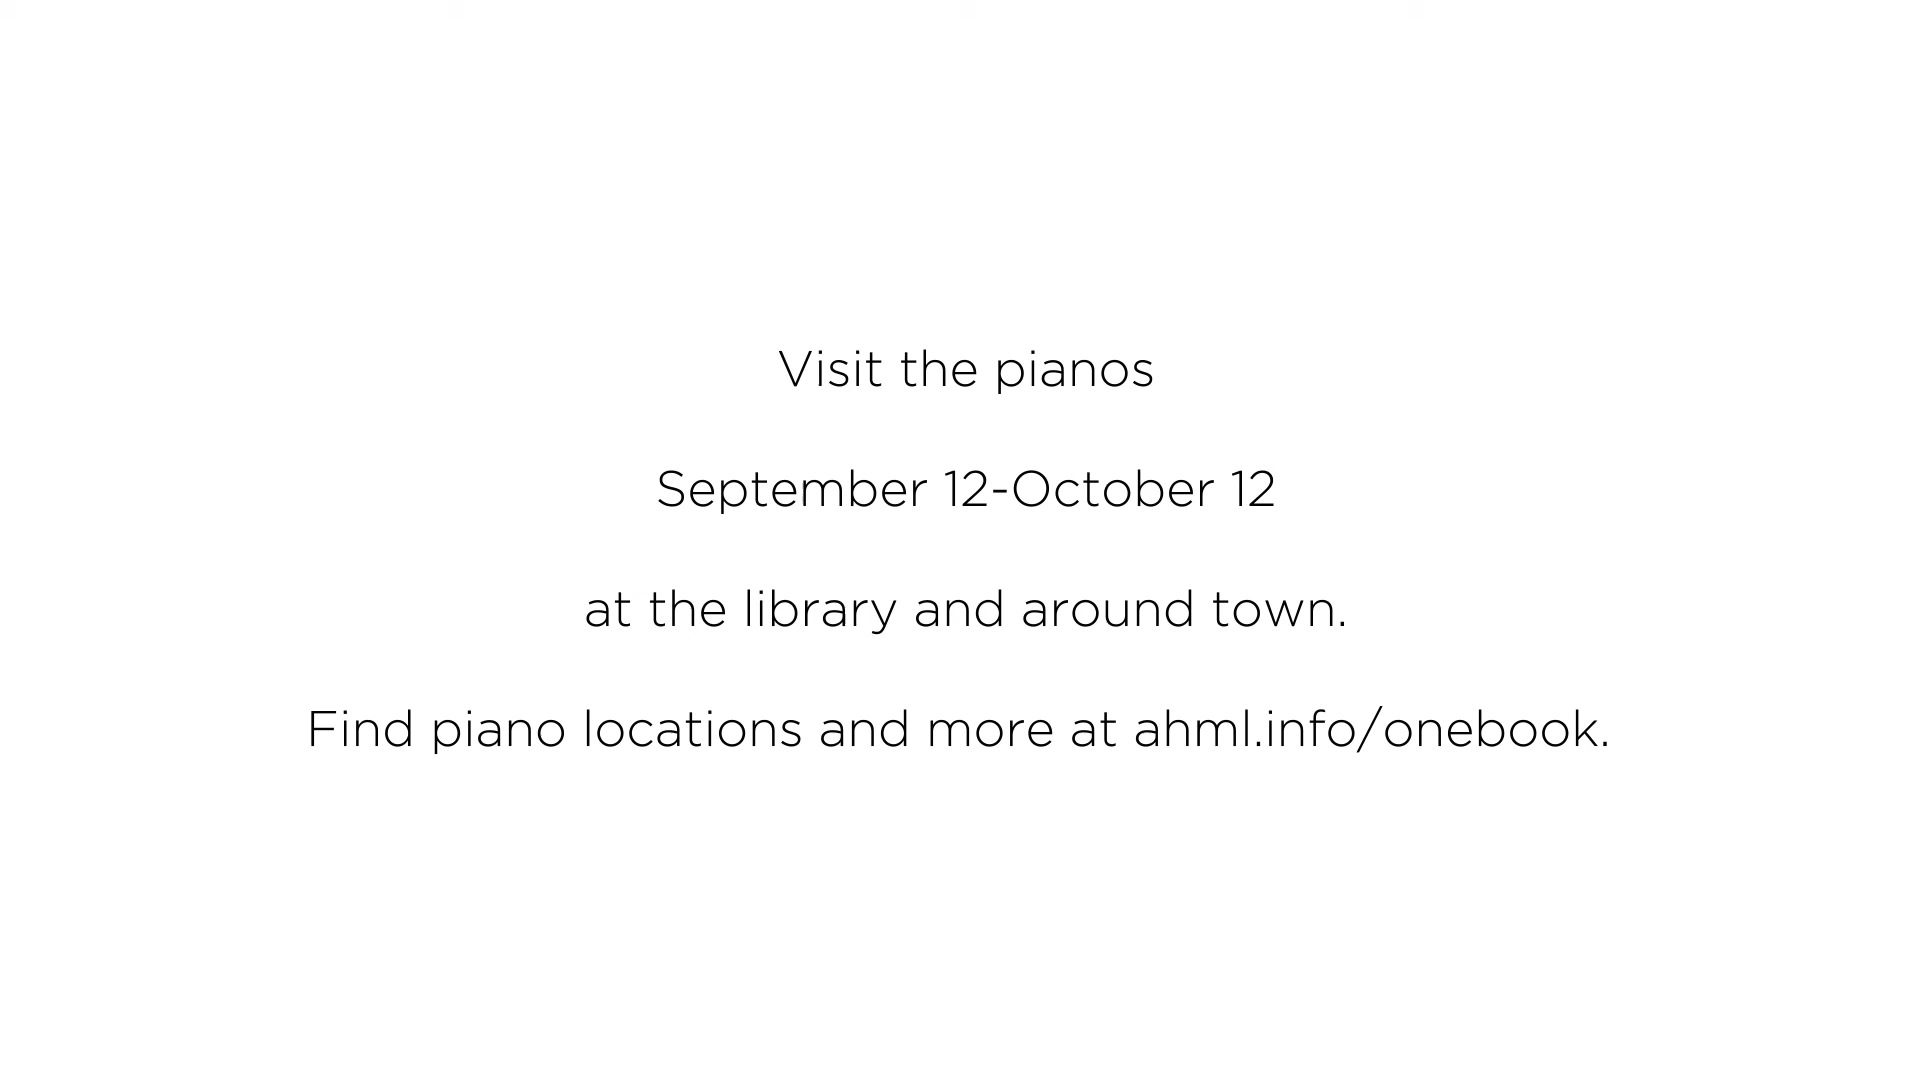 Visit the pianos
September 12-October 12
at the library and around town.
Find piano locations and more at ahml.info/onebook.